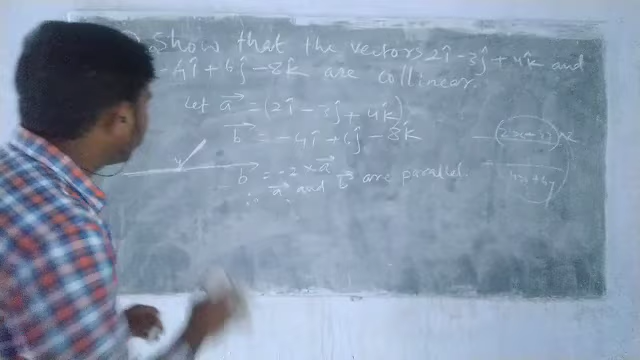 Show that the vectors 2î - 3ĵ + 4k̂ and
- 4î + 6ĵ - 8k̂ are collinear.
Let a⃗ = (2î - 3ĵ + 4k̂)
b⃗ = - 4î + 6ĵ - 8k̂
b⃗ = -2 × a⃗
∴ a⃗ and b⃗ are parallel.